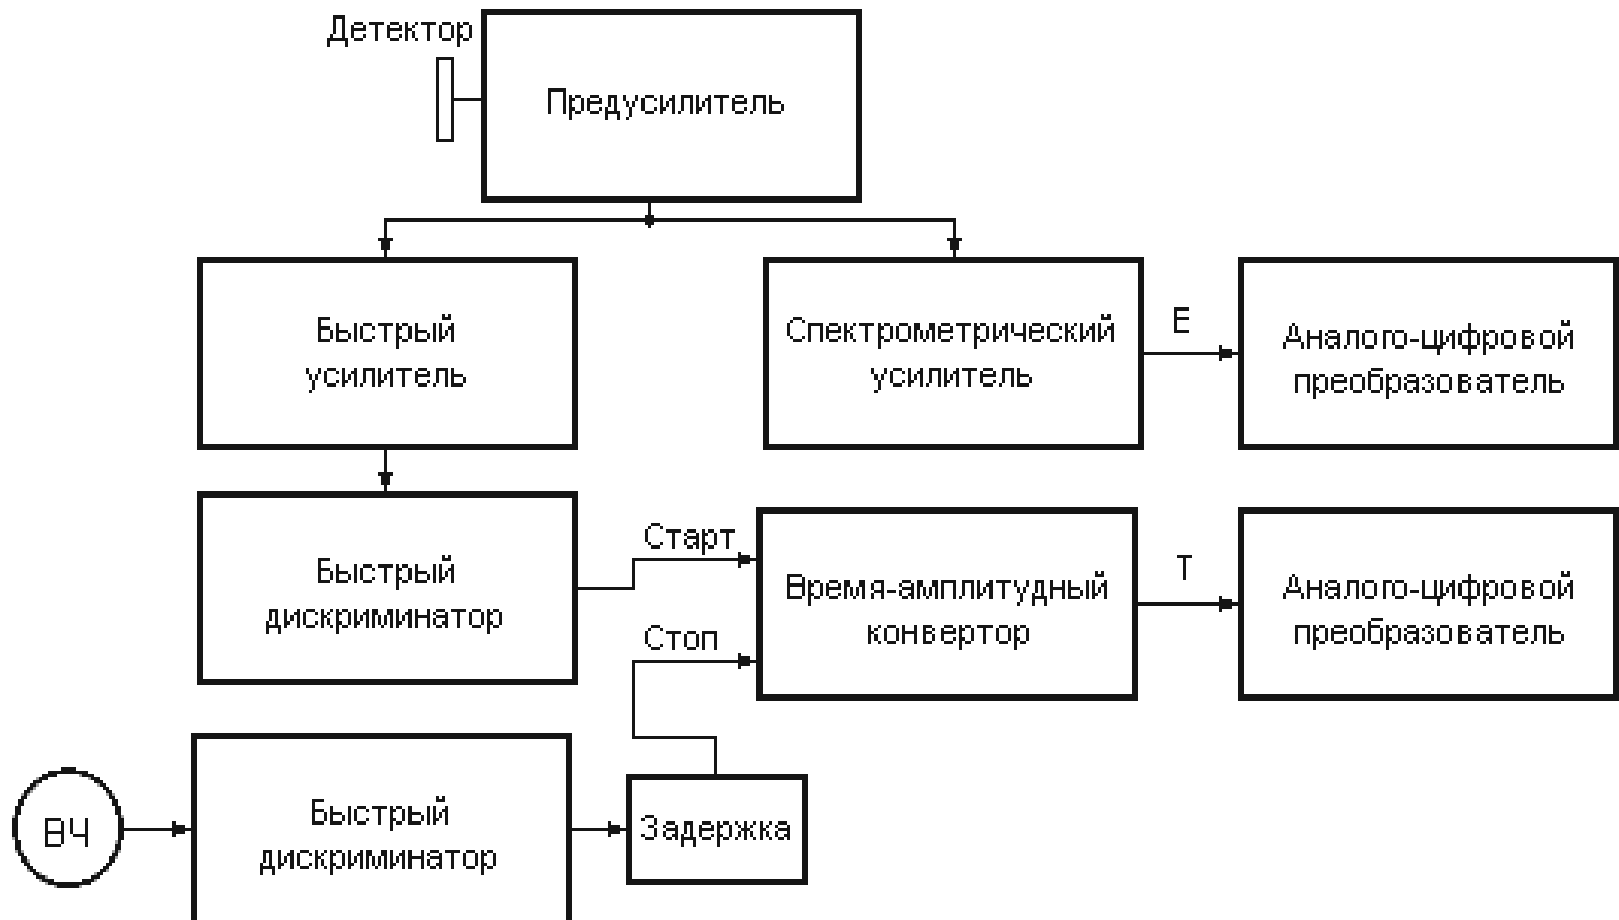 Детектор
Предусилитель
Быстрый
усилитель
Спектрометрический
усилитель
E
Аналого-цифровой
преобразователь
Быстрый
дискриминатор
Старт
Стоп
Время-амплитудный
конвертор
T
Аналого-цифровой
преобразователь
ВЧ
Быстрый
дискриминатор
Задержка